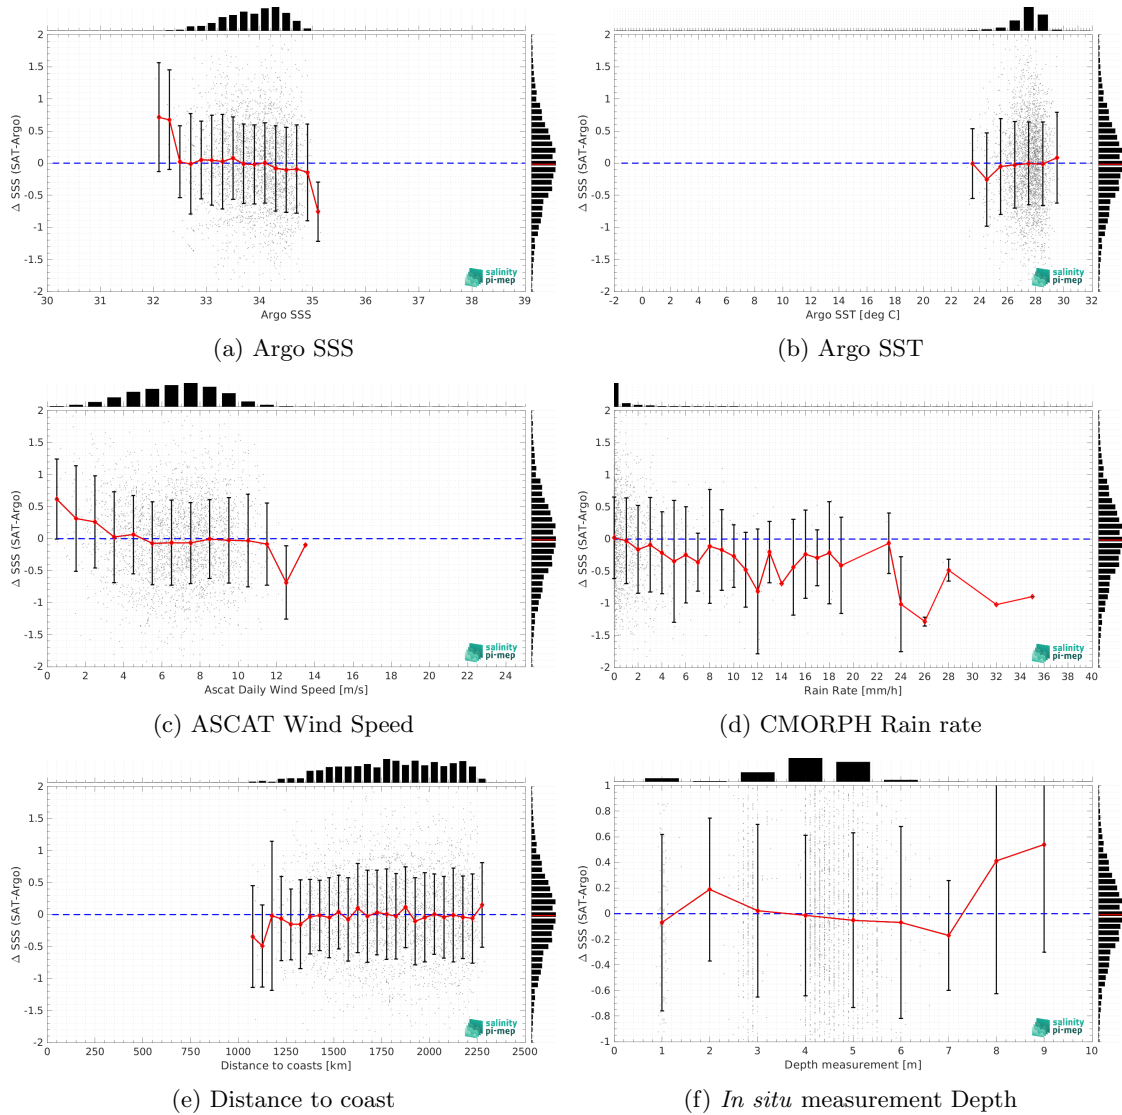 2
1.5
1
0.5
0
-0.5
-1
-1.5
-2
Δ SSS (SAT-Argo)
30 31 32 33 34 35 36 37 38 39
Argo SSS
salinity
pi-mep
(a) Argo SSS
2
1.5
1
0.5
0
-0.5
-1
-1.5
-2
Δ SSS (SAT-Argo)
-2 0 2 4 6 8 10 12 14 16 18 20 22 24 26 28 30 32
Argo SST [deg C]
salinity
pi-mep
(b) Argo SST
2
1.5
1
0.5
0
-0.5
-1
-1.5
-2
Δ SSS (SAT-Argo)
0 2 4 6 8 10 12 14 16 18 20 22 24
Ascat Daily Wind Speed [m/s]
salinity
pi-mep
(c) ASCAT Wind Speed
2
1.5
1
0.5
0
-0.5
-1
-1.5
-2
Δ SSS (SAT-Argo)
0 2 4 6 8 10 12 14 16 18 20 22 24 26 28 30 32 34 36 38 40
Rain Rate [mm/h]
salinity
pi-mep
(d) CMORPH Rain rate
2
1.5
1
0.5
0
-0.5
-1
-1.5
-2
Δ SSS (SAT-Argo)
0 250 500 750 1000 1250 1500 1750 2000 2250 2500
Distance to coasts [km]
salinity
pi-mep
(e) Distance to coast
1
0.8
0.6
0.4
0.2
0
-0.2
-0.4
-0.6
-0.8
-1
Δ SSS (SAT-Argo)
0 1 2 3 4 5 6 7 8 9 10
Depth measurement [m]
salinity
pi-mep
(f) In situ measurement Depth